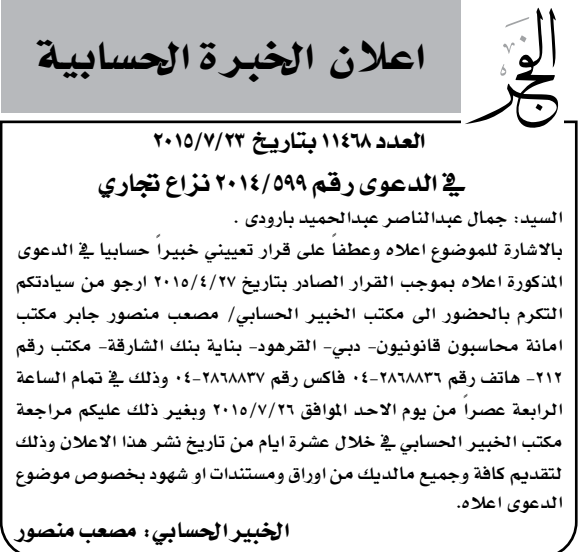 الفجر
اعلان الخبرة الحسابية
العدد ١١٤٦٨ بتاريخ ٢٠١٥/٧/٢٣
في الدعوى رقم ٢٠١٤/٥٩٩ نزاع تجاري
السيد: جمال عبدالناصر عبدالحميد بارودى .
بالاشارة للموضوع اعلاه وعطفاً على قرار تعييني خبيراً حسابيا في الدعوى
المذكورة اعلاه بموجب القرار الصادر بتاريخ ٢٠١٥/٤/٢٧ ارجو من سيادتكم
التكرم بالحضور الى مكتب الخبير الحسابي/ مصعب منصور جابر مكتب
امانة محاسبون قانونيون- دبي- القرهود- بناية بنك الشارقة- مكتب رقم
٢١٢- هاتف رقم ٢٨٦٨٨٣٦-٠٤ فاكس رقم ٢٨٦٨٨٣٧-٠٤ وذلك في تمام الساعة
الرابعة عصراً من يوم الاحد الموافق ٢٠١٥/٧/٢٦ وبغير ذلك عليكم مراجعة
مكتب الخبير الحسابي في خلال عشرة ايام من تاريخ نشر هذا الاعلان وذلك
لتقديم كافة وجميع مالديك من اوراق ومستندات او شهود بخصوص موضوع
الدعوى اعلاه.
الخبير الحسابي: مصعب منصور